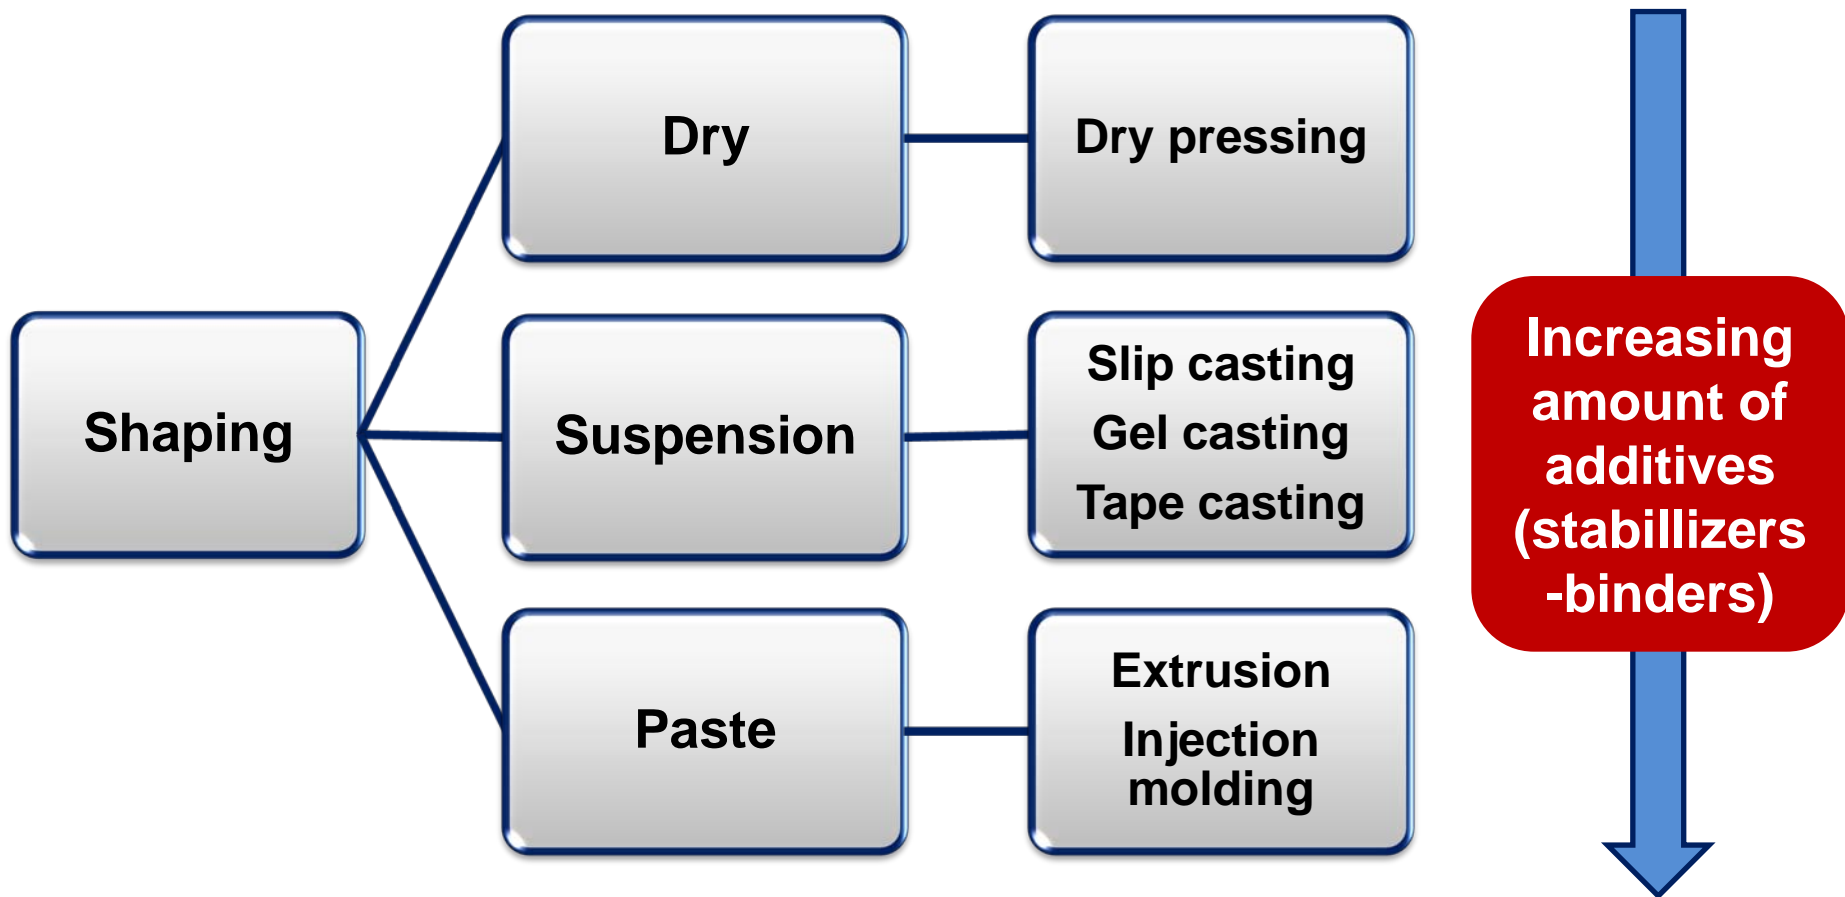 Shaping
Dry
Dry pressing
Suspension
Slip casting
Gel casting
Tape casting
Paste
Extrusion
Injection
molding
Increasing
amount of
additives
(stabillizers
-binders)